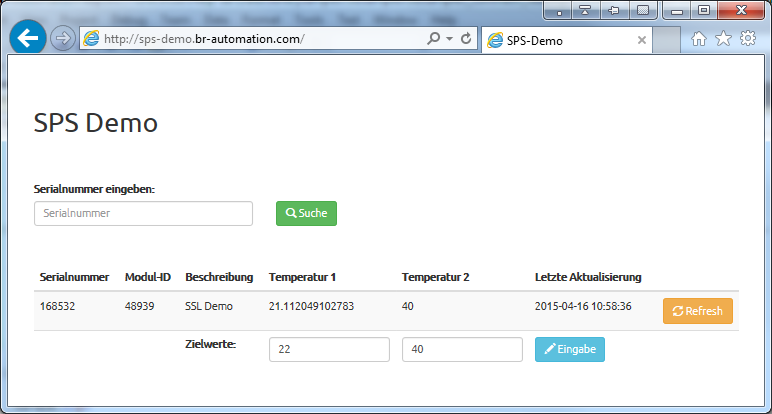 http://sps-demo.br-automation.com/
SPS-Demo
SPS Demo
Serialnummer eingeben:
Serialnummer
Suche
Serialnummer Modul-ID Beschreibung Temperatur 1 Temperatur 2 Letzte Aktualisierung
168532 48939 SSL Demo 21.112049102783 40 2015-04-16 10:58:36 Refresh
Zielwerte: 22 40 Eingabe